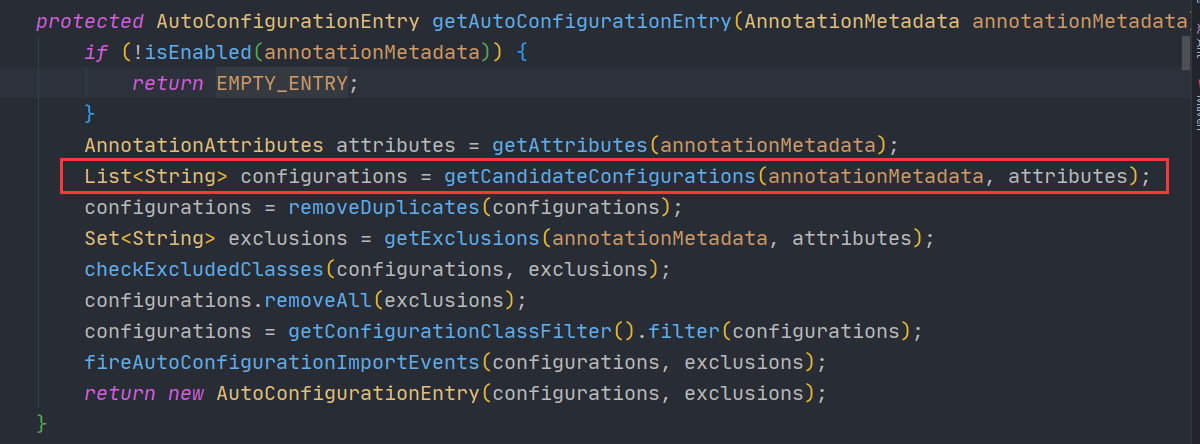 protected AutoConfigurationEntry getAutoConfigurationEntry(AnnotationMetadata annotationMetadata
if (!isEnabled(annotationMetadata)) {
return EMPTY_ENTRY;
}
AnnotationAttributes attributes = getAttributes(annotationMetadata);
List<String> configurations = getCandidateConfigurations(annotationMetadata, attributes);
configurations = removeDuplicates(configurations);
Set<String> exclusions = getExclusions(annotationMetadata, attributes);
checkExcludedClasses(configurations, exclusions);
configurations.removeAll(exclusions);
configurations = getConfigurationClassFilter().filter(configurations);
fireAutoConfigurationImportEvents(configurations, exclusions);
return new AutoConfigurationEntry(configurations, exclusions);
}